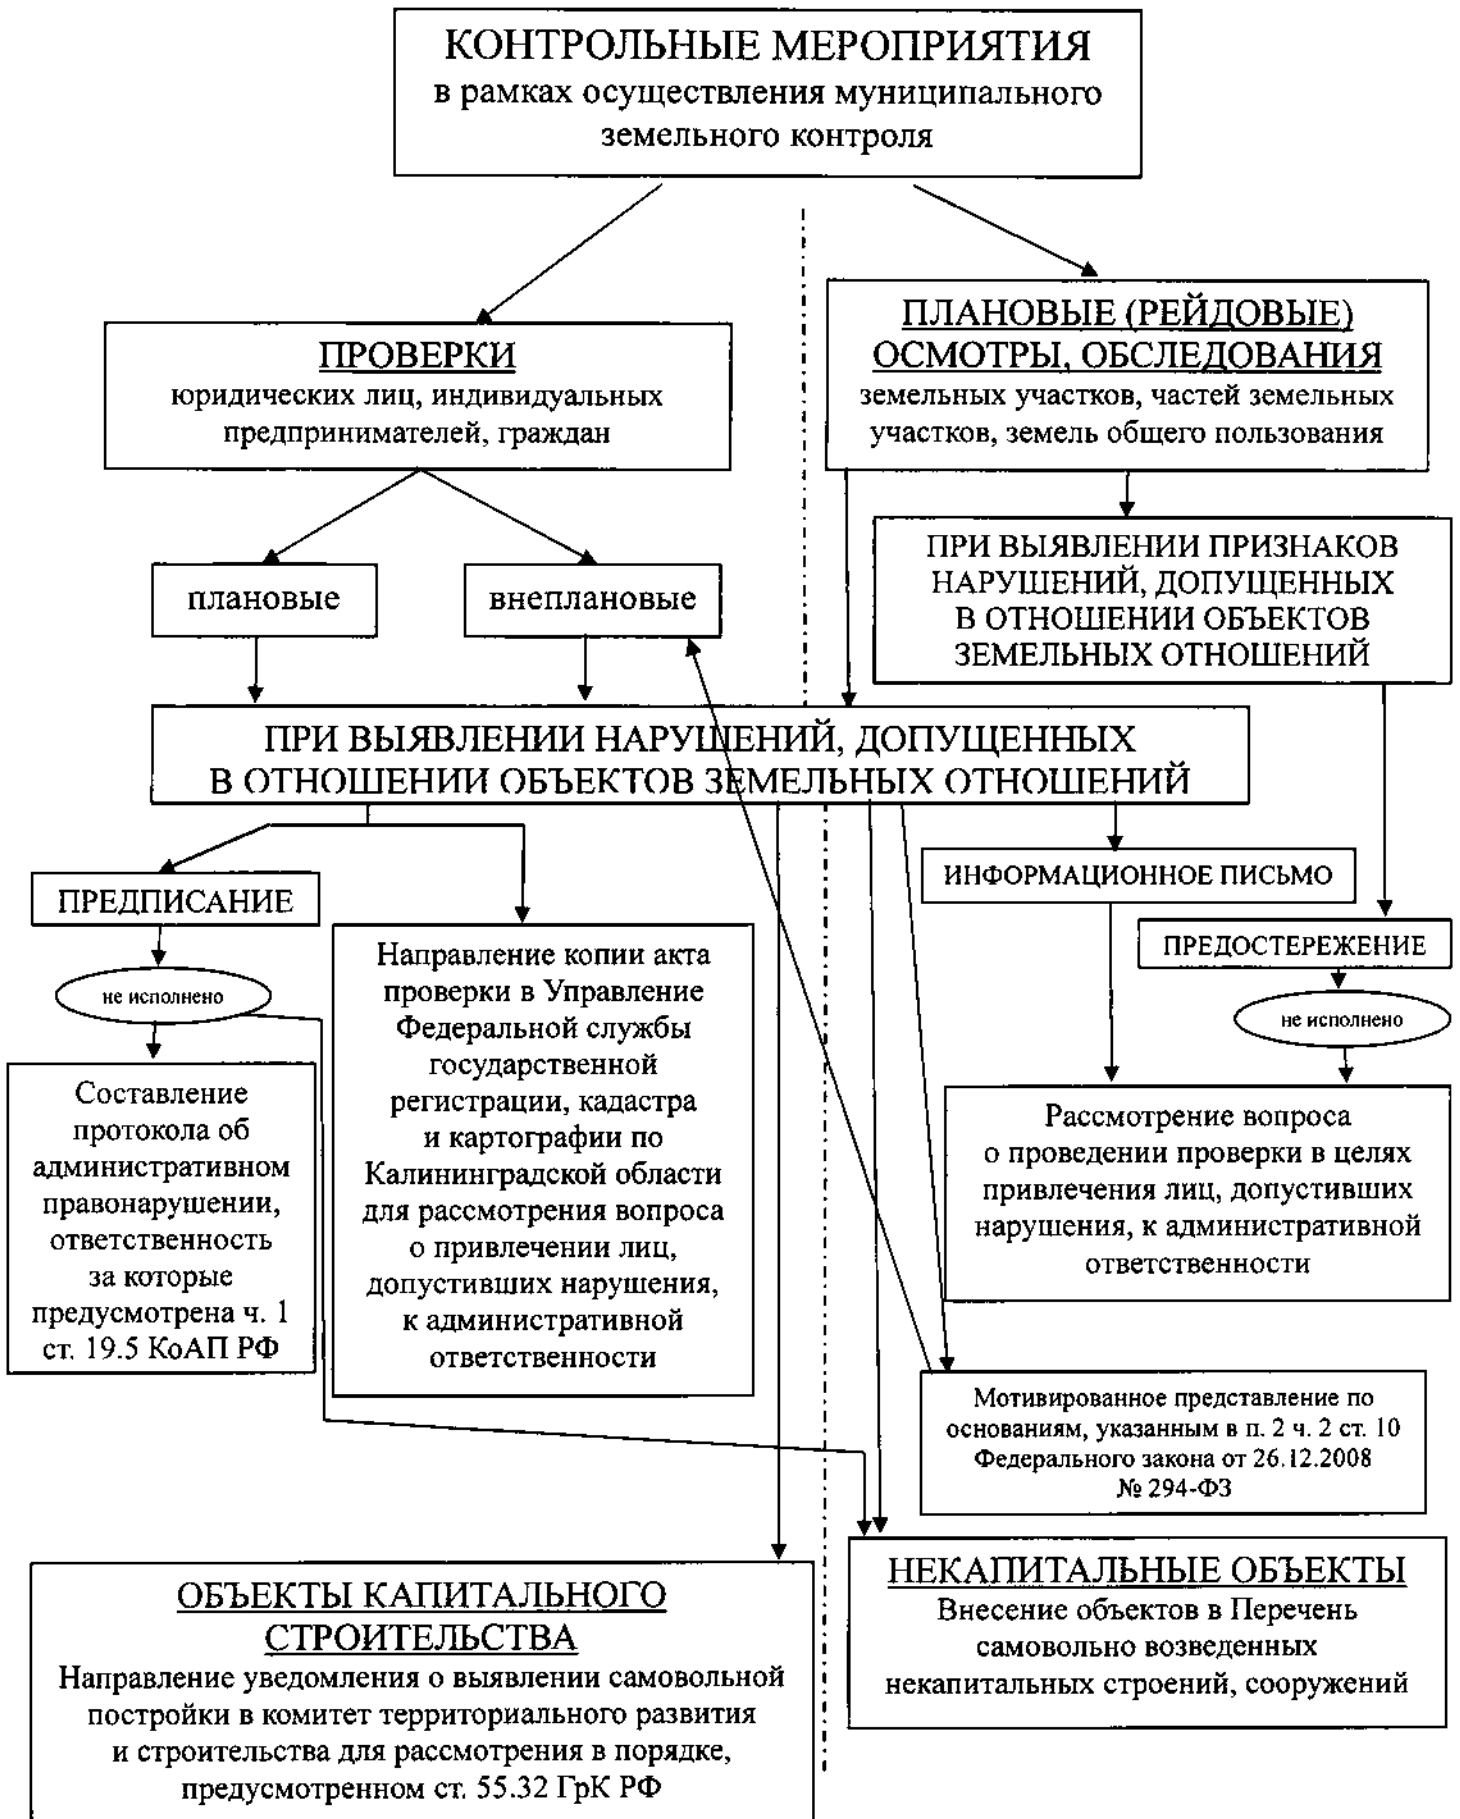 КОНТРОЛЬНЫЕ МЕРОПРИЯТИЯ
в рамках осуществления муниципального
земельного контроля
ПРОВЕРКИ
юридических лиц, индивидуальных
предпринимателей, граждан
ПЛАНОВЫЕ (РЕЙДОВЫЕ)
ОСМОТРЫ, ОБСЛЕДОВАНИЯ
земельных участков, частей земельных
участков, земель общего пользования
плановые
внеплановые
ПРИ ВЫЯВЛЕНИИ ПРИЗНАКОВ
НАРУШЕНИЙ, ДОПУЩЕННЫХ
В ОТНОШЕНИИ ОБЪЕКТОВ
ЗЕМЕЛЬНЫХ ОТНОШЕНИЙ
ПРИ ВЫЯВЛЕНИИ НАРУШЕНИЙ, ДОПУЩЕННЫХ
В ОТНОШЕНИИ ОБЪЕКТОВ ЗЕМЕЛЬНЫХ ОТНОШЕНИЙ
ПРЕДПИСАНИЕ
не исполнено
Составление
протокола об
административном
правонарушении,
ответственность
за которые
предусмотрена ч. 1
ст. 19.5 КоАП РФ
Направление копии акта
проверки в Управление
Федеральной службы
государственной
регистрации, кадастра
и картографии по
Калининградской области
для рассмотрения вопроса
о привлечении лиц,
допустивших нарушения,
к административной
ответственности
ИНФОРМАЦИОННОЕ ПИСЬМО
ПРЕДОСТЕРЕЖЕНИЕ
не исполнено
Рассмотрение вопроса
о проведении проверки в целях
привлечения лиц, допустивших
нарушения, к административной
ответственности
Мотивированное представление по
основаниям, указанным в п. 2 ч. 2 ст. 10
Федерального закона от 26.12.2008
№ 294-ФЗ
ОБЪЕКТЫ КАПИТАЛЬНОГО
СТРОИТЕЛЬСТВА
Направление уведомления о выявлении самовольной
постройки в комитет территориального развития
и строительства для рассмотрения в порядке,
предусмотренном ст. 55.32 ГрК РФ
НЕКАПИТАЛЬНЫЕ ОБЪЕКТЫ
Внесение объектов в Перечень
самовольно возведенных
некапитальных строений, сооружений